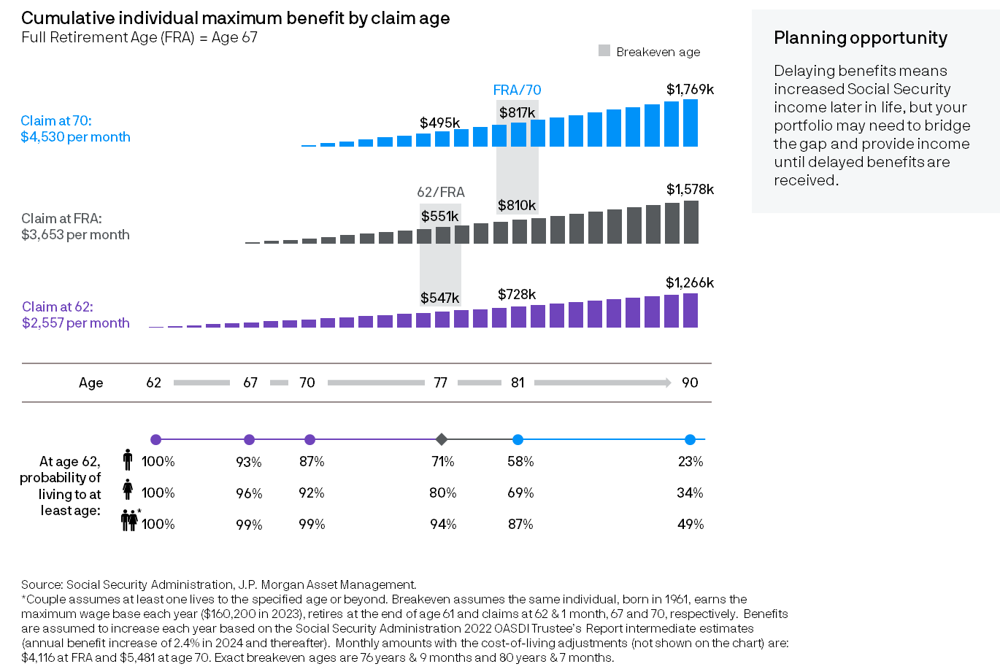 Cumulative individual maximum benefit by claim age
Full Retirement Age (FRA) = Age 67
Breakeven age
FRA/70
$1,769k
Claim at 70:
$4,530 per month
$495k
$817k
62/FRA
$1,578k
Claim at FRA:
$3,653 per month
$551k
$810k
Claim at 62:
$2,557 per month
$547k
$728k
$1,266k
Age 62 67 70 77 81 90
At age 62,
probability of
living to at
least age:
100% 93% 87% 71% 58% 23%
100% 96% 92% 80% 69% 34%
* 100% 99% 99% 94% 87% 49%
Planning opportunity
Delaying benefits means
increased Social Security
income later in life, but your
portfolio may need to bridge
the gap and provide income
until delayed benefits are
received.
Source: Social Security Administration, J.P. Morgan Asset Management.
*Couple assumes at least one lives to the specified age or beyond. Breakeven assumes the same individual, born in 1961, earns the
maximum wage base each year ($160,200 in 2023), retires at the end of age 61 and claims at 62 & 1 month, 67 and 70, respectively. Benefits
are assumed to increase each year based on the Social Security Administration 2022 OASDI Trustee's Report intermediate estimates
(annual benefit increase of 2.4% in 2024 and thereafter). Monthly amounts with the cost-of-living adjustments (not shown on the chart) are:
$4,116 at FRA and $5,481 at age 70. Exact breakeven ages are 76 years & 9 months and 80 years & 7 months.